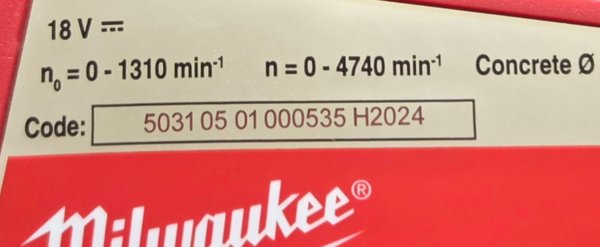 18 V ⎓
n₀ = 0 - 1310 min⁻¹ n = 0 - 4740 min⁻¹ Concrete Ø
Code: 5031 05 01 000535 H2024
Milwaukee®